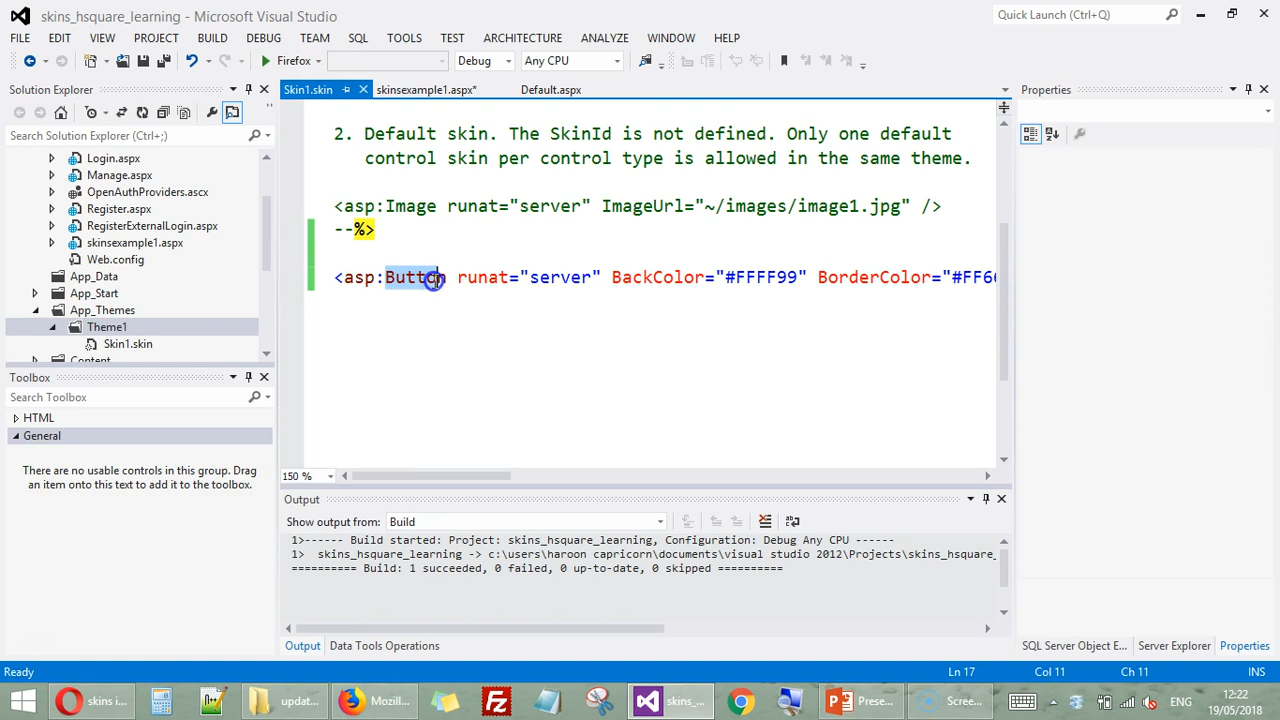 skins_hsquare_learning - Microsoft Visual Studio
Quick Launch (Ctrl+Q)
FILE EDIT VIEW PROJECT BUILD DEBUG TEAM SQL TOOLS TEST ARCHITECTURE ANALYZE WINDOW HELP
Firefox Debug Any CPU
Solution Explorer
Search Solution Explorer (Ctrl+;)
Login.aspx
Manage.aspx
OpenAuthProviders.ascx
Register.aspx
RegisterExternalLogin.aspx
skinsexample1.aspx
Web.config
App_Data
App_Start
App_Themes
Theme1
Skin1.skin
Content
Toolbox
Search Toolbox
HTML
General
There are no usable controls in this group. Drag
an item onto this text to add it to the toolbox.
Skin1.skin skinsexample1.aspx* Default.aspx
2. Default skin. The SkinId is not defined. Only one default
control skin per control type is allowed in the same theme.
<asp:Image runat="server" ImageUrl="~/images/image1.jpg" />
--%>
<asp:Button runat="server" BackColor="#FFFF99" BorderColor="#FF66
150 %
Output
Show output from: Build
1>------ Build started: Project: skins_hsquare_learning, Configuration: Debug Any CPU ------
1> skins_hsquare_learning -> c:\users\haroon capricorn\documents\visual studio 2012\Projects\skins_hsquare_
========== Build: 1 succeeded, 0 failed, 0 up-to-date, 0 skipped ==========
Output Data Tools Operations
Properties
SQL Server Object E... Server Explorer Properties
Ready Ln 17 Col 11 Ch 11 INS
skins i... updat... Mozill... skins_... Prese... Scree... ENG
12:22
19/05/2018